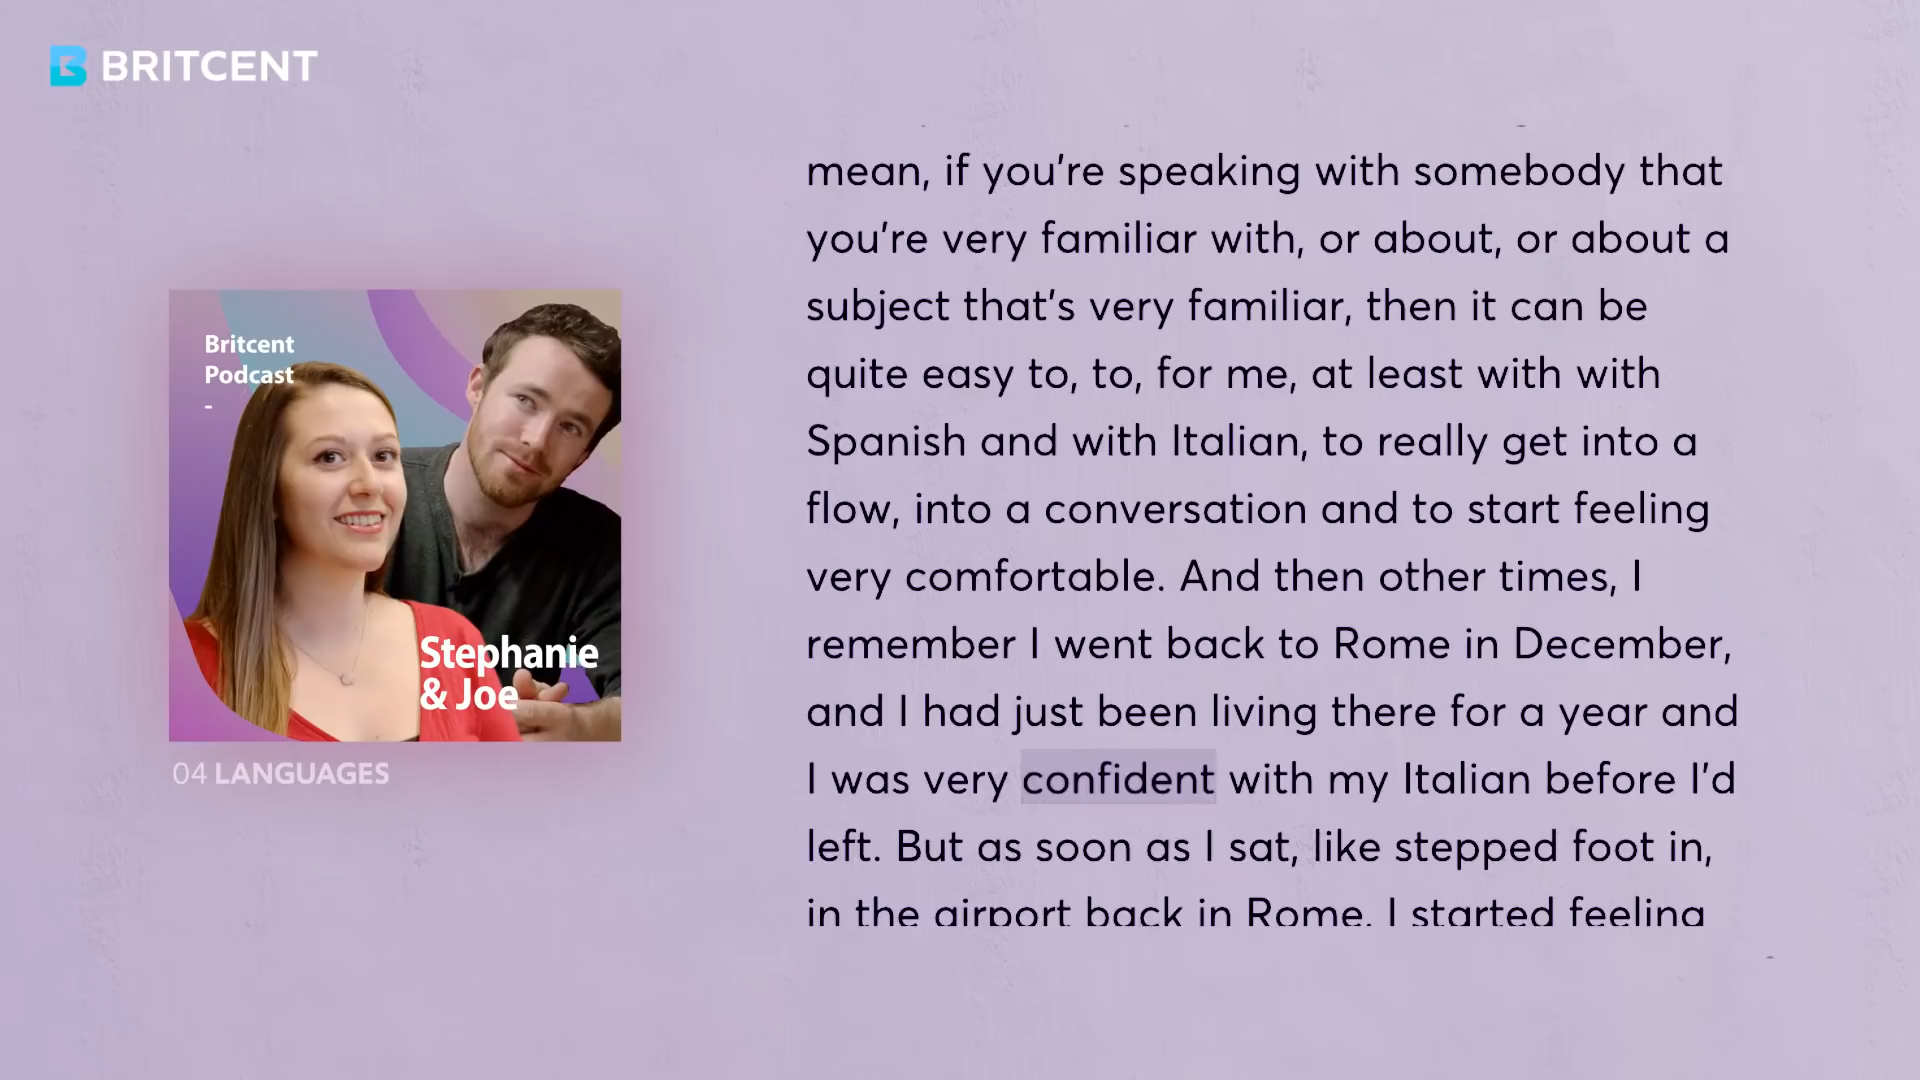 BRITCENT
Britcent
Podcast
-
Stephanie
& Joe
04 LANGUAGES
mean, if you're speaking with somebody that
you're very familiar with, or about, or about a
subject that's very familiar, then it can be
quite easy to, to, for me, at least with with
Spanish and with Italian, to really get into a
flow, into a conversation and to start feeling
very comfortable. And then other times, I
remember I went back to Rome in December,
and I had just been living there for a year and
I was very confident with my Italian before I'd
left. But as soon as I sat, like stepped foot in,
in the airport back in Rome, I started feeling